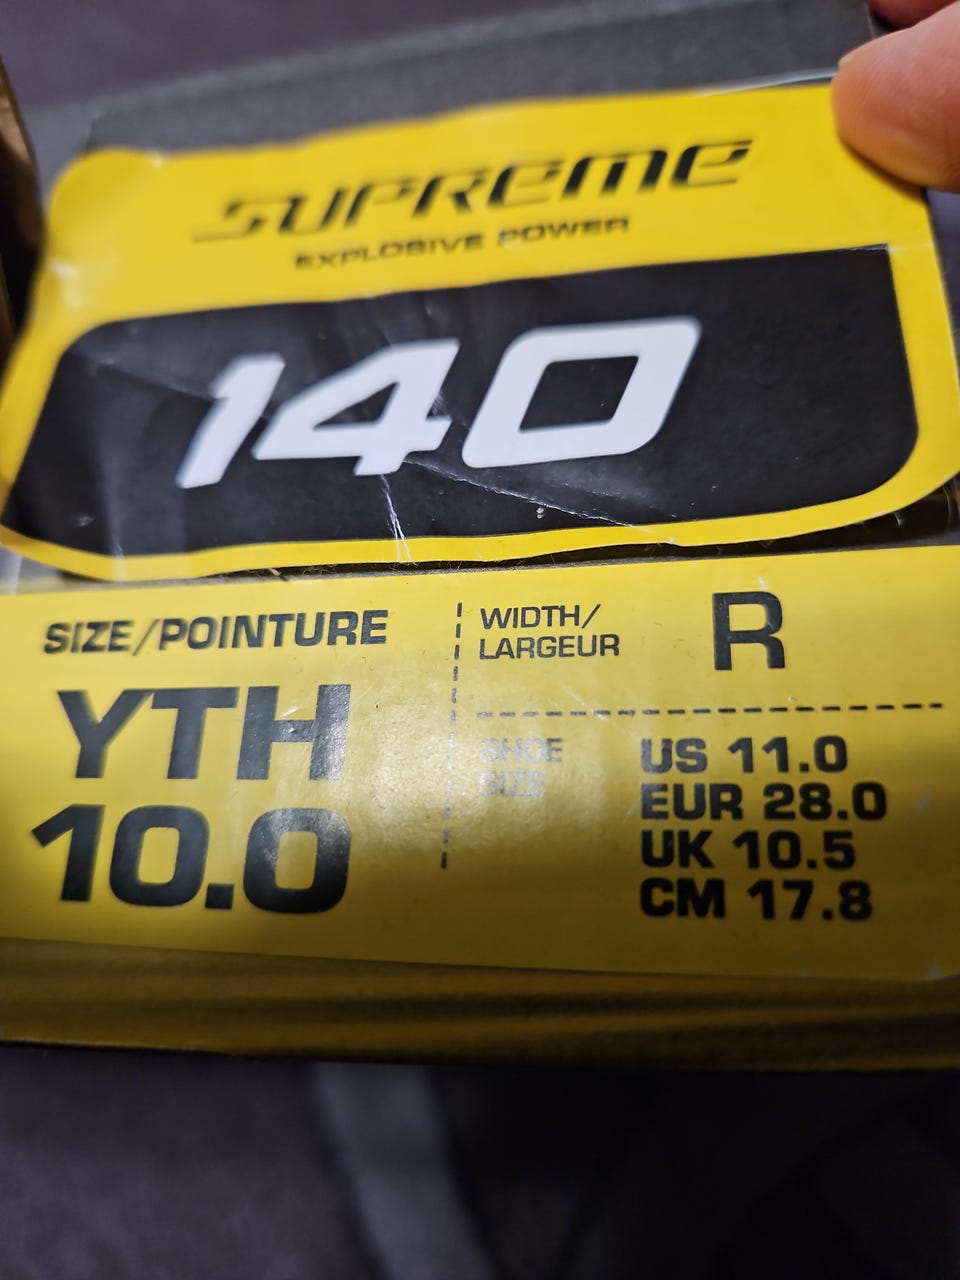 SUPREME
EXPLOSIVE POWER
140
SIZE/POINTURE
YTH
10.0
WIDTH/
LARGEUR
R
SHOE
SIZE
US 11.0
EUR 28.0
UK 10.5
CM 17.8